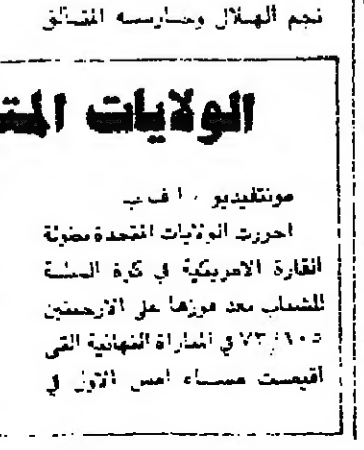 نجم الهلال وحارسه المتألق
الولايات المت
مونتفيديو ـ ا ف ب
احرزت الولايات المتحدة بطولة
القارة الامريكية في كرة السلة
للشباب بعد فوزها على الارجنتين
٧٣/١٠٥ في المباراة النهائية التي
أقيمت مساء امس الاول في